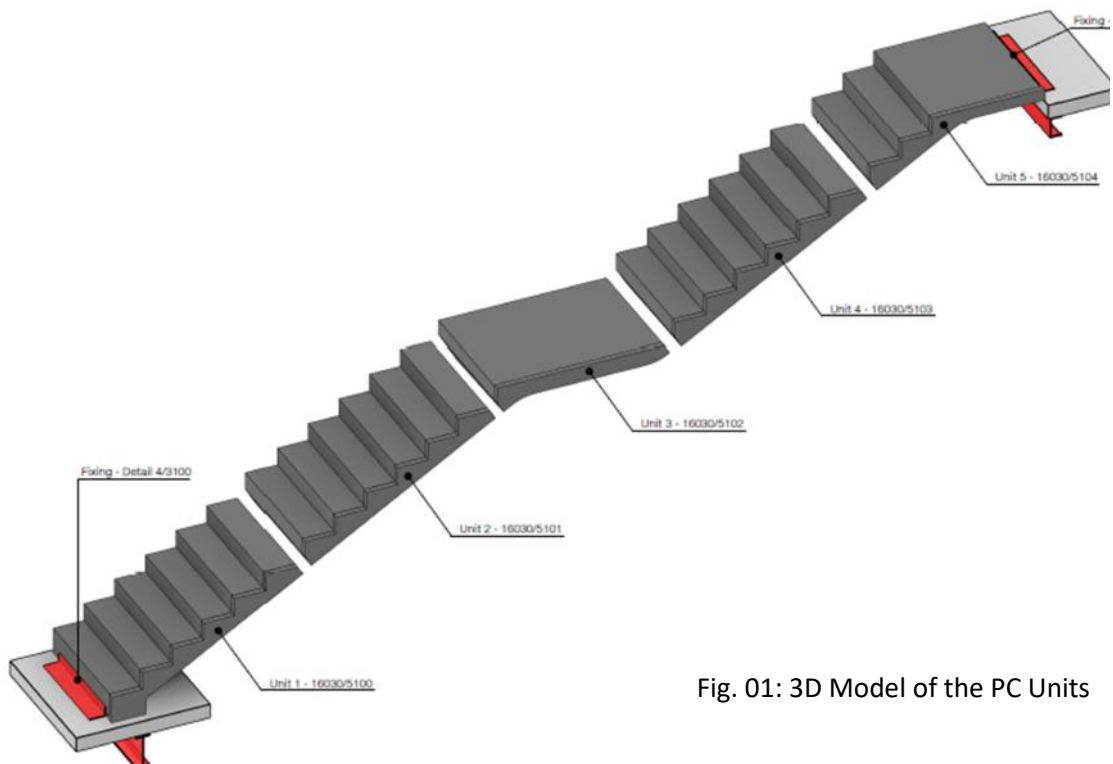 Fixing -
Unit 5 - 16030/5104
Unit 4 - 16030/5103
Unit 3 - 16030/5102
Fixing - Detail 4/3100
Unit 2 - 16030/5101
Unit 1 - 16030/5100
Fig. 01: 3D Model of the PC Units